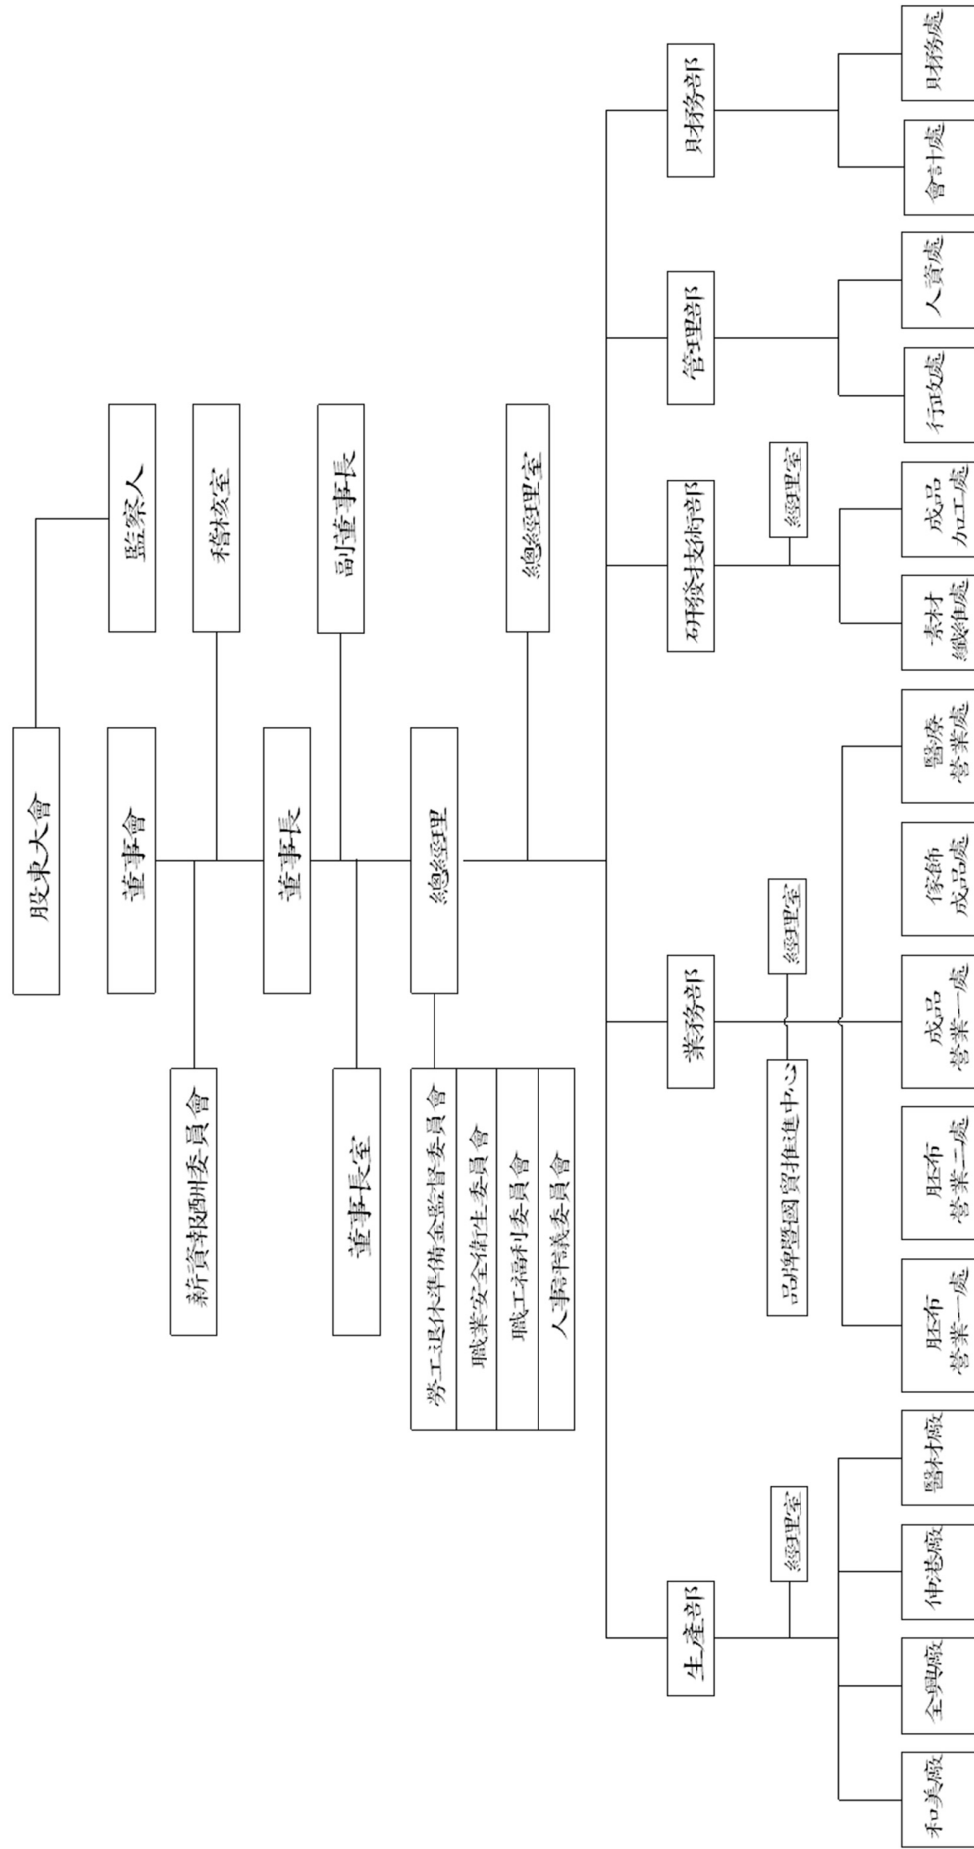 股東大會
監察人
董事會
稽核室
薪資報酬委員會
董事長
副董事長
董事長室
總經理
總經理室
勞工退休準備金監督委員會
職業安全衛生委員會
職工福利委員會
人事評議委員會
生產部
業務部
研發技術部
管理部
財務部
經理室
品牌暨國貿推進中心
經理室
經理室
和美廠
全興廠
伸港廠
醫材廠
胚布
營業一處
胚布
營業二處
成品
營業一處
傢飾
成品處
醫療
營業處
素材
纖維處
成品
加工處
行政處
人資處
會計處
財務處